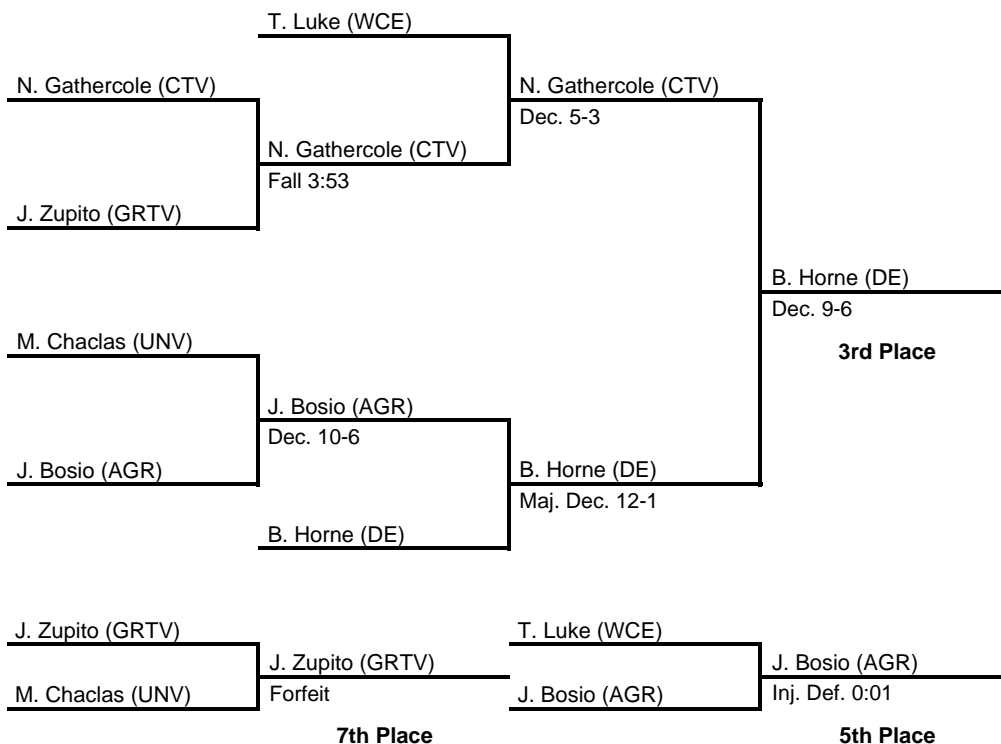 T. Luke (WCE)
N. Gathercole (CTV)
N. Gathercole (CTV)
Dec. 5-3
N. Gathercole (CTV)
Fall 3:53
J. Zupito (GRTV)
B. Horne (DE)
Dec. 9-6
3rd Place
M. Chaclas (UNV)
J. Bosio (AGR)
Dec. 10-6
J. Bosio (AGR)
B. Horne (DE)
Maj. Dec. 12-1
B. Horne (DE)
J. Zupito (GRTV)
J. Zupito (GRTV)
Forfeit
M. Chaclas (UNV)
7th Place
T. Luke (WCE)
J. Bosio (AGR)
Inj. Def. 0:01
J. Bosio (AGR)
5th Place